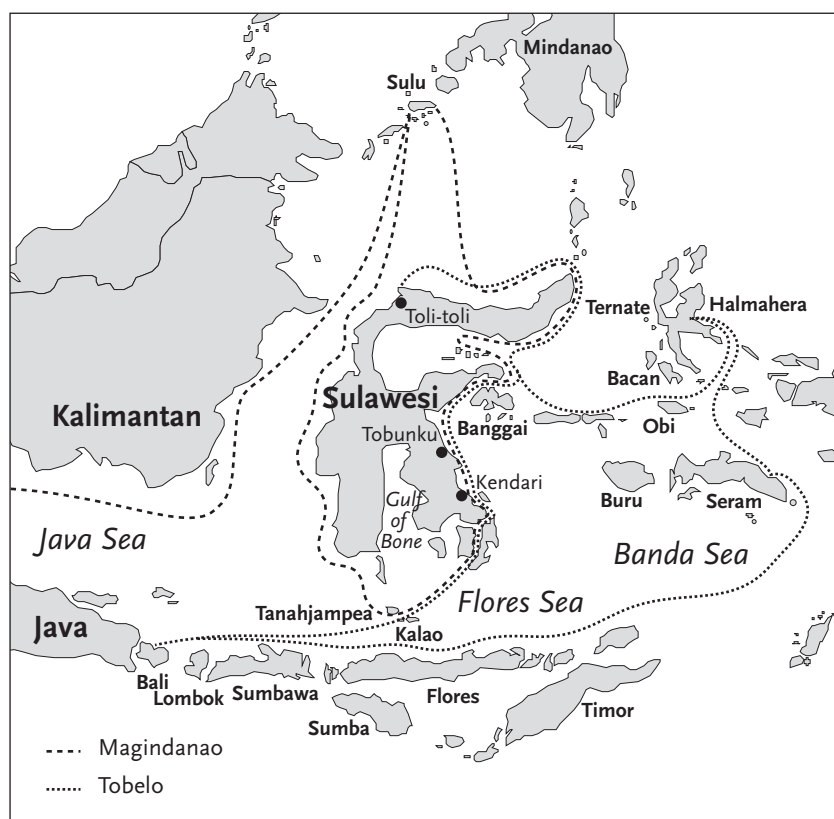 Mindanao
Sulu
Toli-toli
Ternate
Halmahera
Bacan
Sulawesi
Kalimantan
Banggai
Obi
Tobunku
Kendari
Buru
Seram
Gulf
of
Bone
Java Sea
Banda Sea
Flores Sea
Tanahjampea
Java
Kalao
Bali
Lombok
Sumbawa
Flores
Timor
Sumba
Magindanao
Tobelo